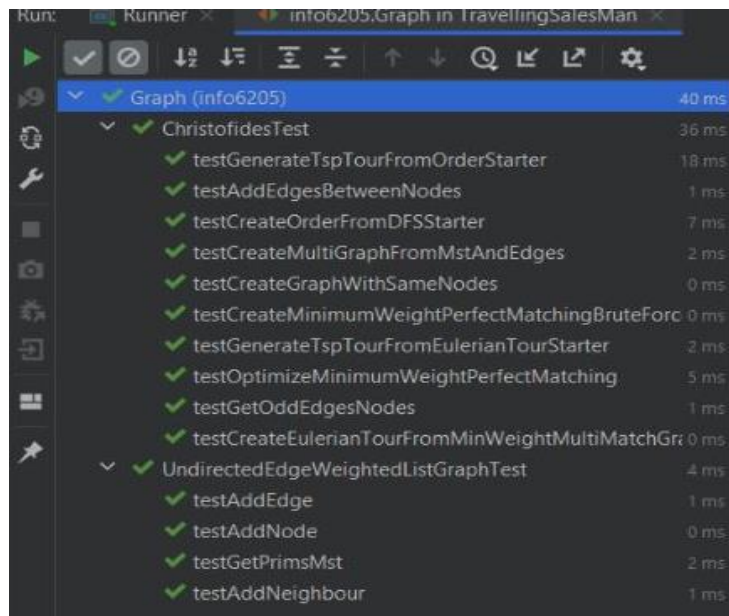 Run: Runner × info6205.Graph in TravellingSalesMan ×
Graph (info6205) 40 ms
ChristofidesTest 36 ms
testGenerateTspTourFromOrderStarter 18 ms
testAddEdgesBetweenNodes 1 ms
testCreateOrderFromDFSStarter 7 ms
testCreateMultiGraphFromMstAndEdges 2 ms
testCreateGraphWithSameNodes 0 ms
testCreateMinimumWeightPerfectMatchingBruteForc 0 ms
testGenerateTspTourFromEulerianTourStarter 2 ms
testOptimizeMinimumWeightPerfectMatching 5 ms
testGetOddEdgesNodes 1 ms
testCreateEulerianTourFromMinWeightMultiMatchGra 0 ms
UndirectedEdgeWeightedListGraphTest 4 ms
testAddEdge 1 ms
testAddNode 0 ms
testGetPrimsMst 2 ms
testAddNeighbour 1 ms